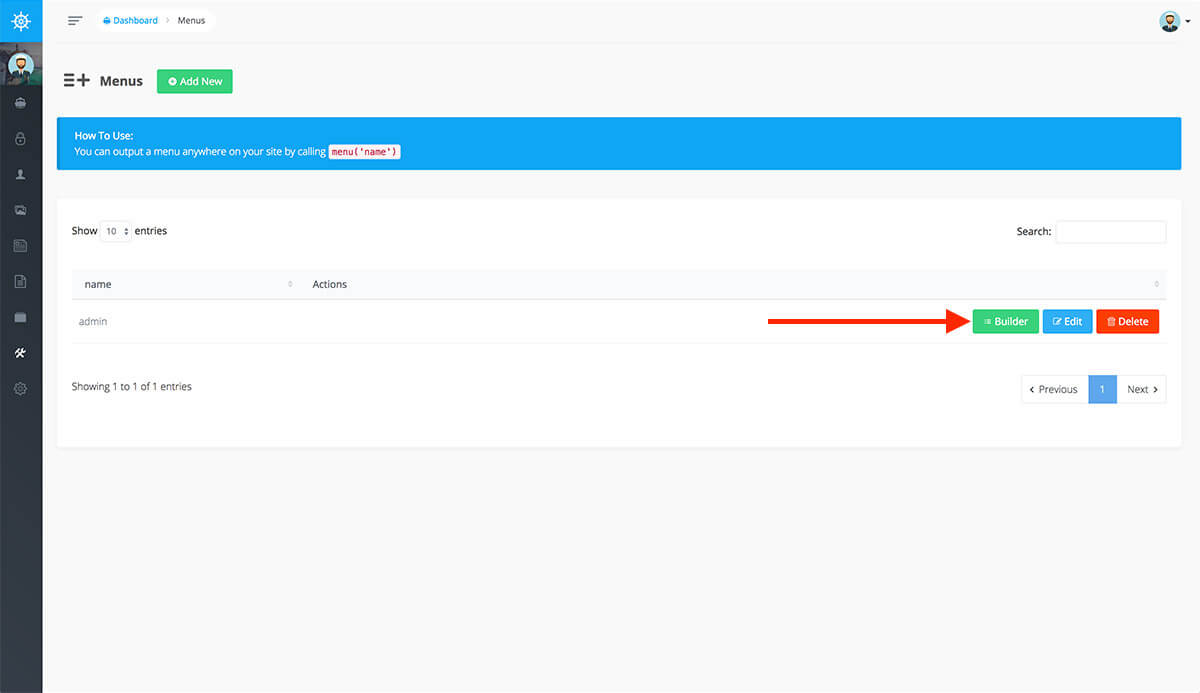 Dashboard > Menus
Menus
Add New
How To Use:
You can output a menu anywhere on your site by calling menu('name')
Show 10 entries
Search:
name Actions
admin Builder Edit Delete
Showing 1 to 1 of 1 entries
Previous 1 Next